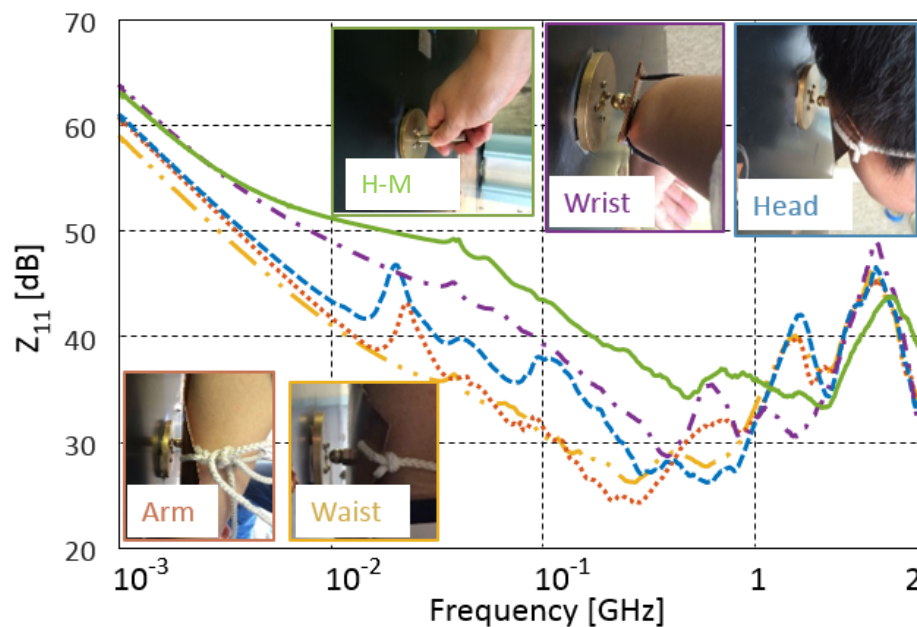 70
60
50
40
30
20
Z₁₁ [dB]
H-M
Wrist
Head
Arm
Waist
10⁻³
10⁻²
10⁻¹
1
2
Frequency [GHz]